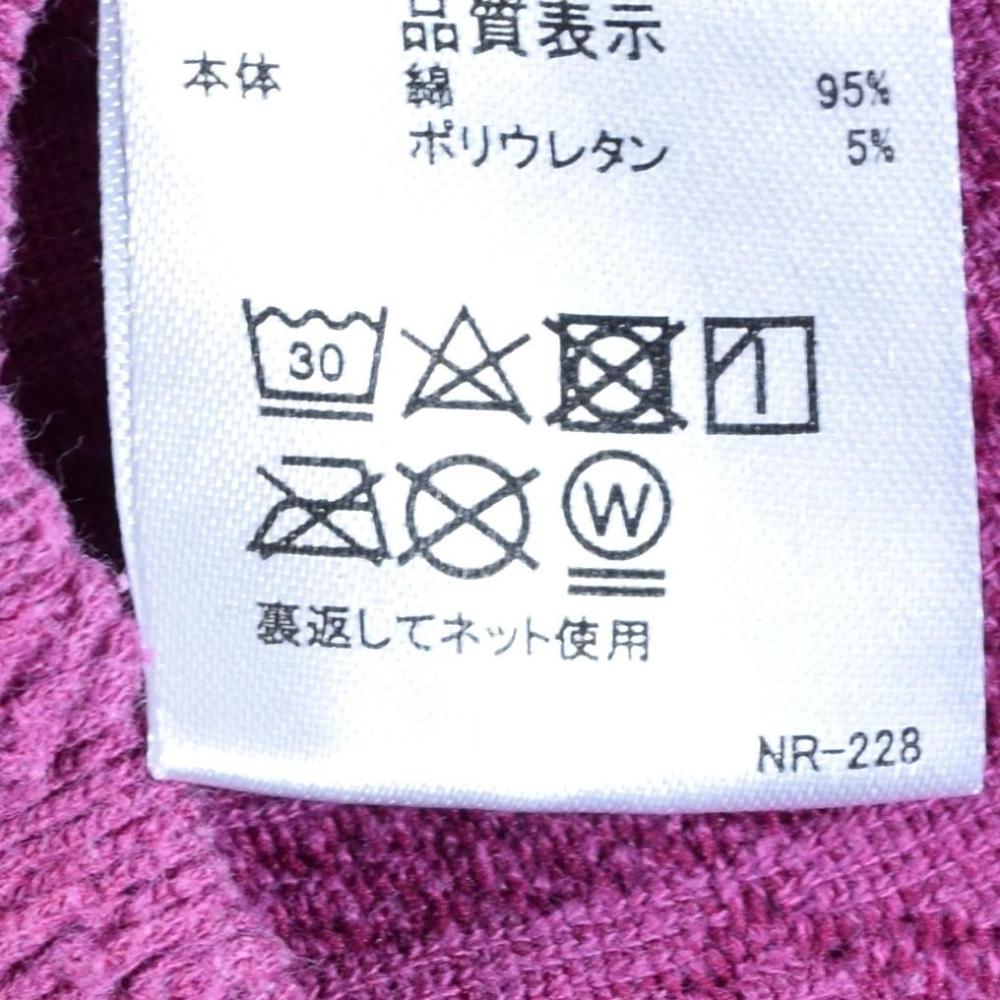 品質表示
本体 綿 95%
ポリウレタン 5%
30
W
裏返してネット使用
NR-228